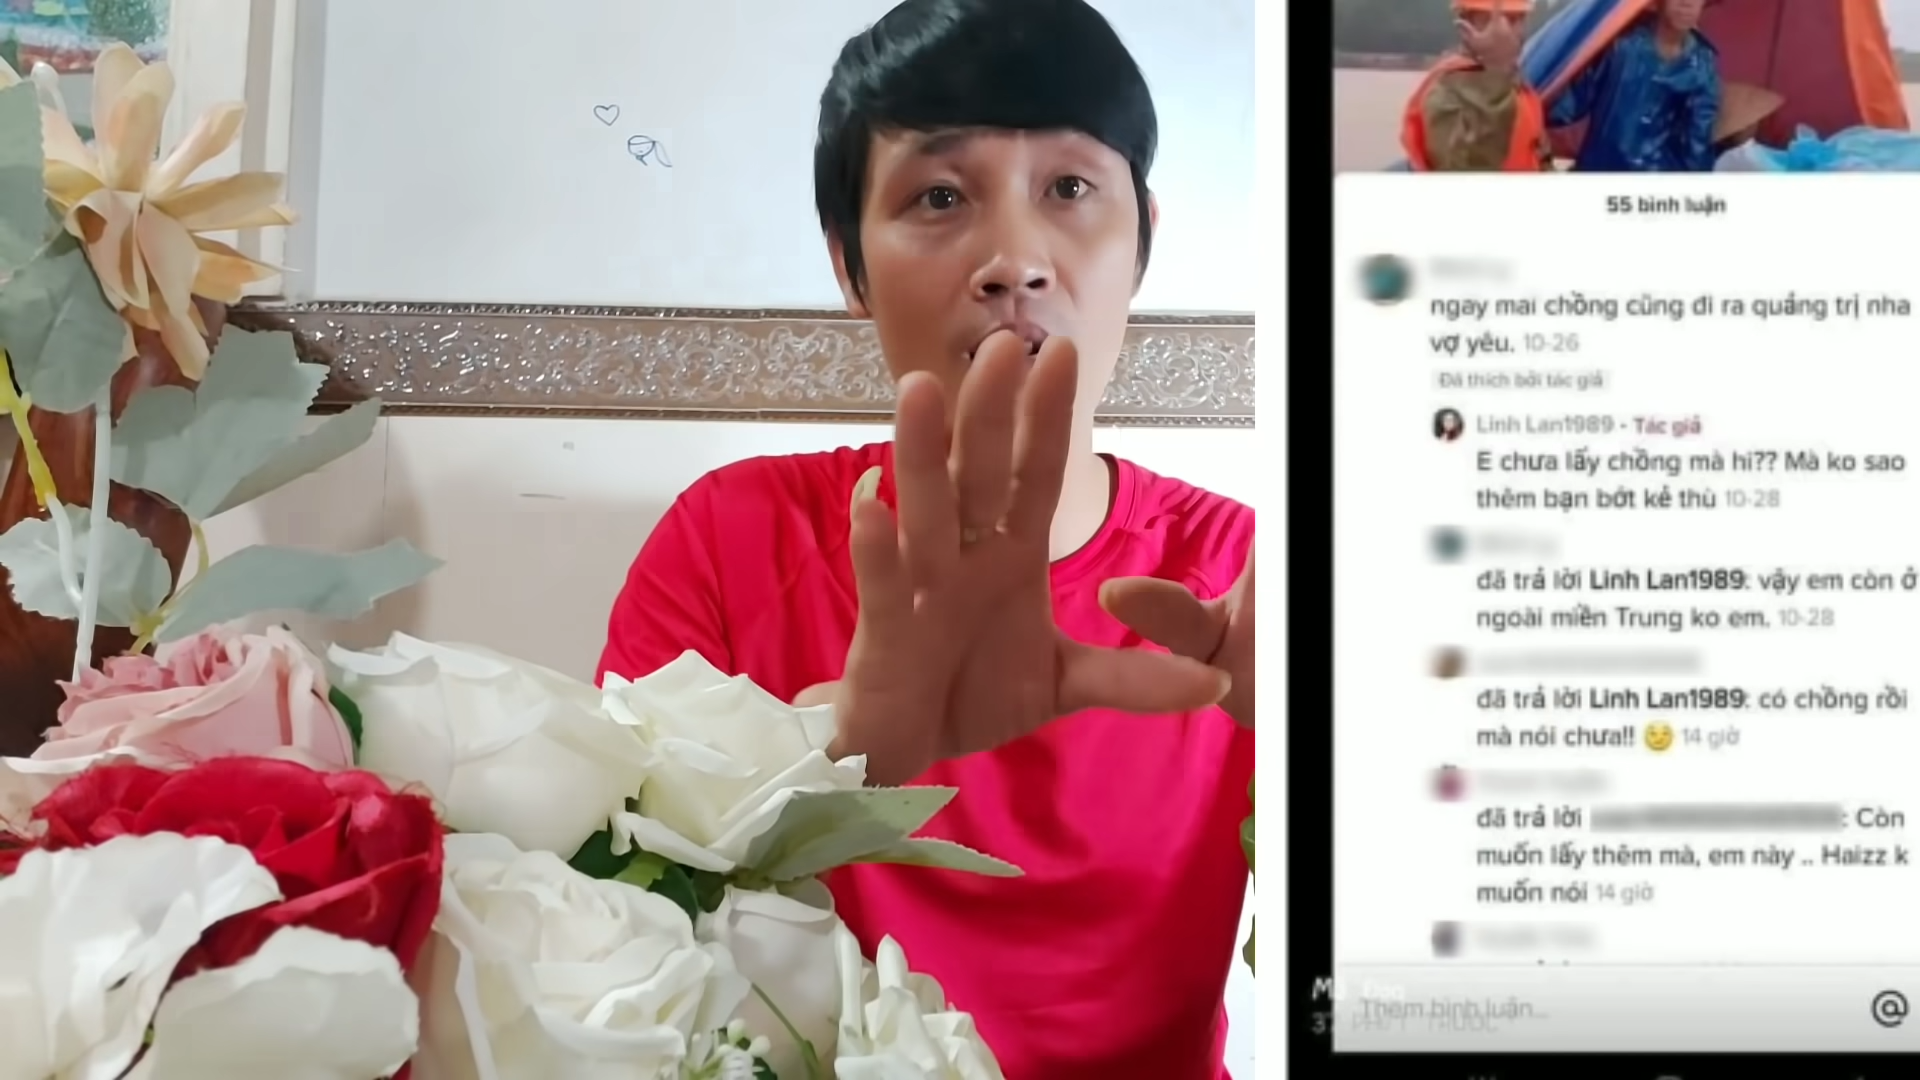 55 bình luận
ngay mai chồng cũng đi ra quảng trị nha
vợ yêu. 10-26
Đã thích bởi tác giả
Linh Lan1989 - Tác giả
E chưa lấy chồng mà hi?? Mà ko sao
thêm bạn bớt kẻ thù 10-28
đã trả lời Linh Lan1989: vậy em còn ở
ngoài miền Trung ko em. 10-28
đã trả lời Linh Lan1989: có chồng rồi
mà nói chưa!! 😏 14 giờ
đã trả lời : Còn
muốn lấy thêm mà, em này .. Haizz k
muốn nói 14 giờ
Thêm bình luận...
@